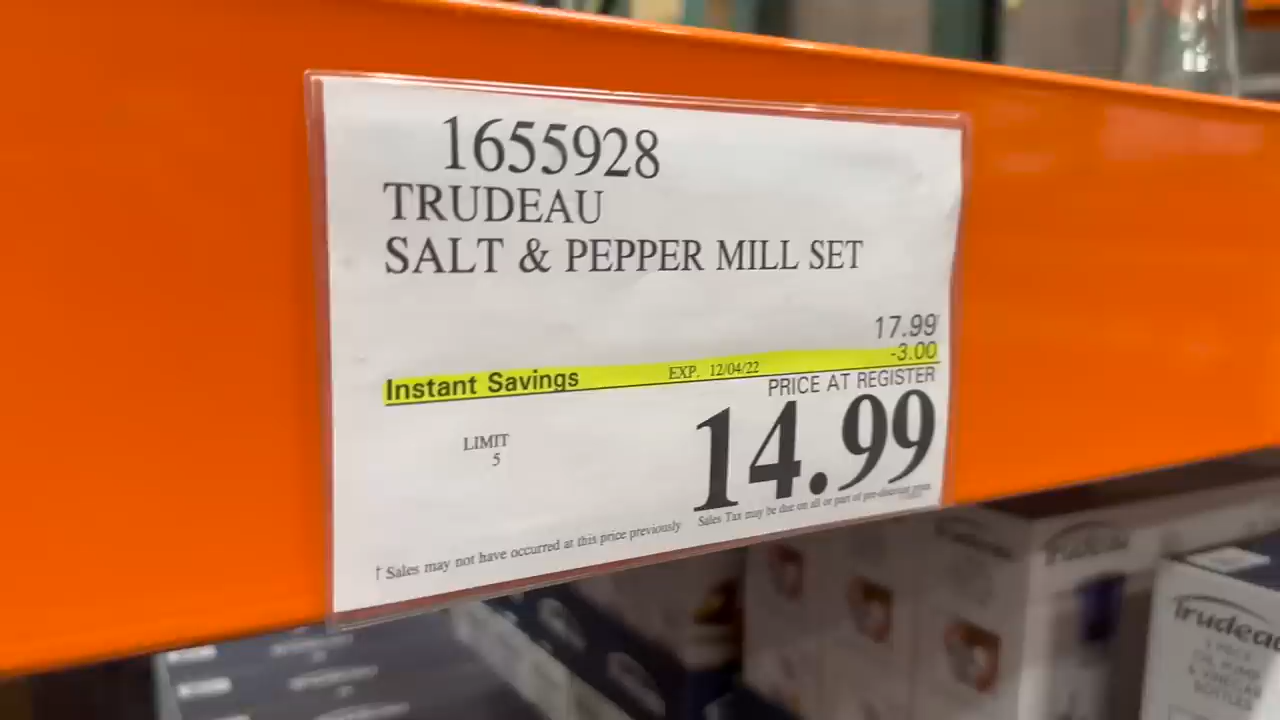 1655928
TRUDEAU
SALT & PEPPER MILL SET
17.99†
-3.00
Instant Savings EXP. 12/04/22
PRICE AT REGISTER
14.99
LIMIT
5
Sales Tax may be due on all or part of pre-discount price
† Sales may not have occurred at this price previously
Trudeau
Trudeau